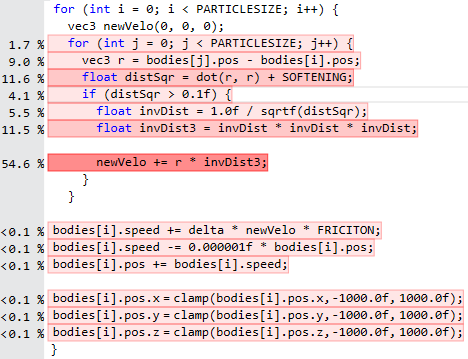 for (int i = 0; i < PARTICLESIZE; i++) {
vec3 newVelo(0, 0, 0);
1.7 % for (int j = 0; j < PARTICLESIZE; j++) {
9.0 % vec3 r = bodies[j].pos - bodies[i].pos;
11.6 % float distSqr = dot(r, r) + SOFTENING;
4.1 % if (distSqr > 0.1f) {
5.5 % float invDist = 1.0f / sqrtf(distSqr);
11.5 % float invDist3 = invDist * invDist * invDist;
54.6 % newVelo += r * invDist3;
}
}
<0.1 % bodies[i].speed += delta * newVelo * FRICITON;
<0.1 % bodies[i].speed -= 0.000001f * bodies[i].pos;
<0.1 % bodies[i].pos += bodies[i].speed;
<0.1 % bodies[i].pos.x = clamp(bodies[i].pos.x,-1000.0f, 1000.0f);
<0.1 % bodies[i].pos.y = clamp(bodies[i].pos.y,-1000.0f, 1000.0f);
<0.1 % bodies[i].pos.z = clamp(bodies[i].pos.z,-1000.0f, 1000.0f);
}